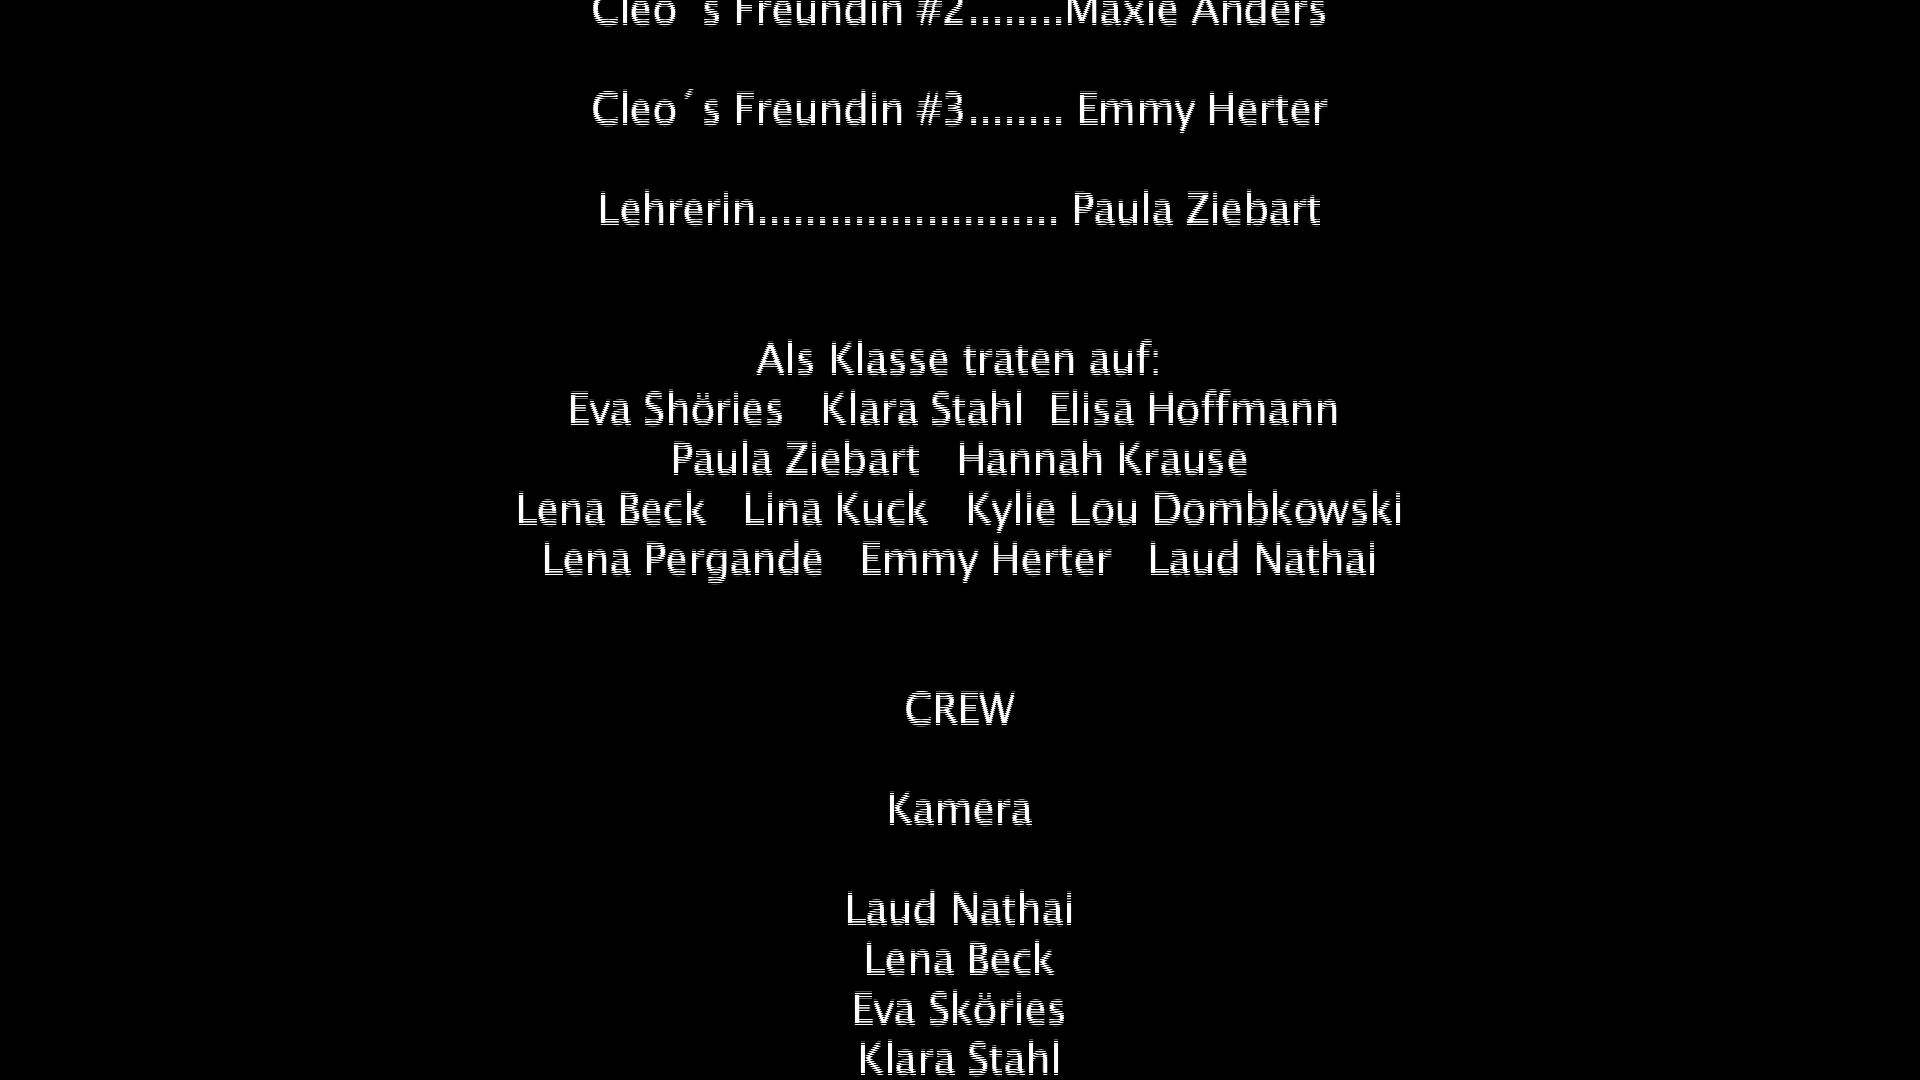 Cleo´s Freundin #2........Maxie Anders
Cleo´s Freundin #3........ Emmy Herter
Lehrerin......................... Paula Ziebart
Als Klasse traten auf:
Eva Shöries   Klara Stahl  Elisa Hoffmann
Paula Ziebart   Hannah Krause
Lena Beck   Lina Kuck   Kylie Lou Dombkowski
Lena Pergande   Emmy Herter   Laud Nathai
CREW
Kamera
Laud Nathai
Lena Beck
Eva Sköries
Klara Stahl